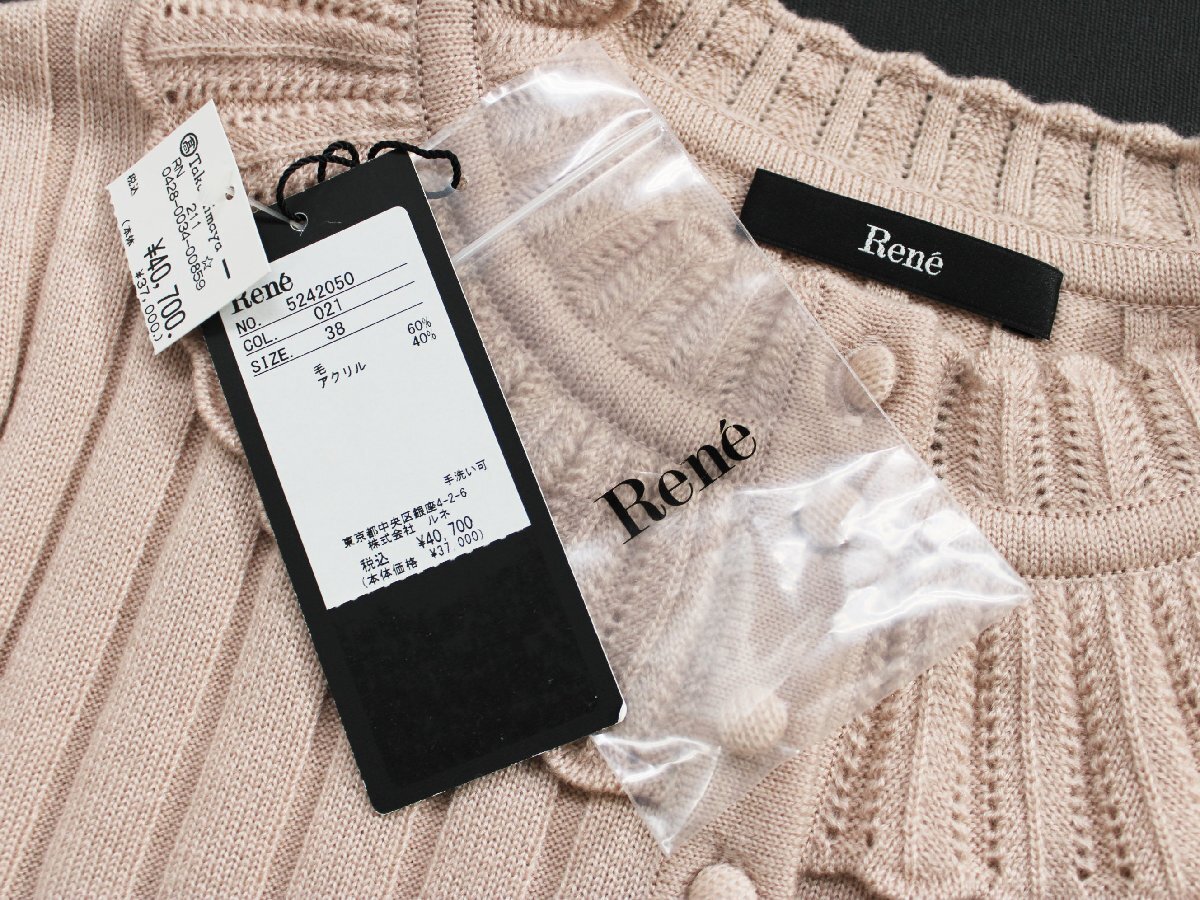 RN 211
0428-0034-00859
税込 ¥40,700.
(本体 ¥37,000.)
René
NO. 5242050
COL. 021
SIZE. 38
毛 60%
アクリル 40%
手洗い可
東京都中央区銀座4-2-6
株式会社 ルネ
税込 ¥40,700
(本体価格 ¥37,000)
René
René